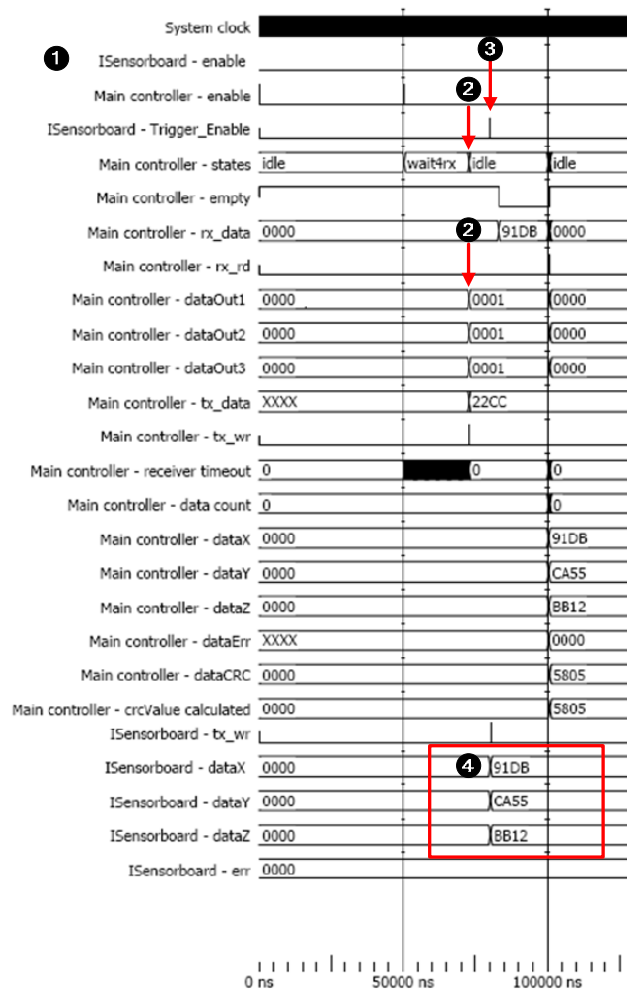 System clock
❶ ISensorboard - enable ❸
Main controller - enable ❷
ISensorboard - Trigger_Enable
Main controller - states idle wait4rx idle idle
Main controller - empty
Main controller - rx_data 0000 ❷ 91DB 0000
Main controller - rx_rd
Main controller - dataOut1 0000 0001 0000
Main controller - dataOut2 0000 0001 0000
Main controller - dataOut3 0000 0001 0000
Main controller - tx_data XXXX 22CC
Main controller - tx_wr
Main controller - receiver timeout 0 0 0
Main controller - data count 0 0
Main controller - dataX 0000 91DB
Main controller - dataY 0000 CA55
Main controller - dataZ 0000 BB12
Main controller - dataErr XXXX 0000
Main controller - dataCRC 0000 5805
Main controller - crcValue calculated 0000 5805
ISensorboard - tx_wr
ISensorboard - dataX 0000 ❹ 91DB
ISensorboard - dataY 0000 CA55
ISensorboard - dataZ 0000 BB12
ISensorboard - err 0000
0 ns 50000 ns 100000 ns